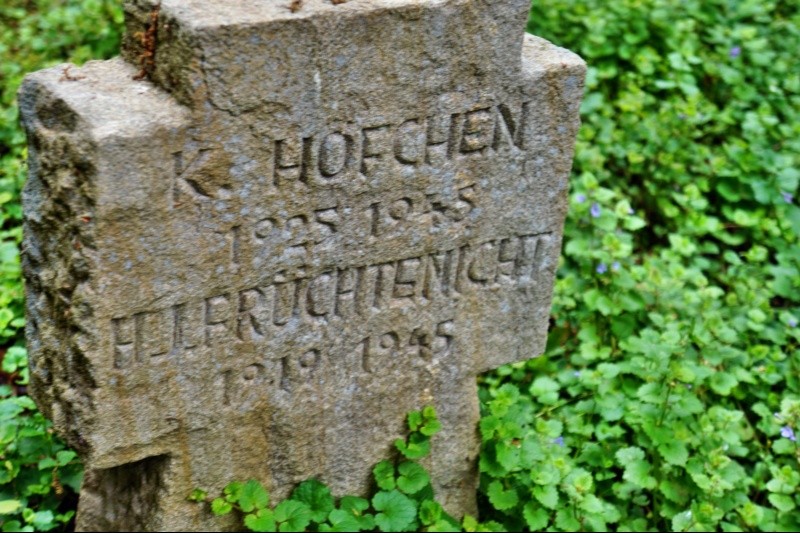 K. HÖFCHEN
1925 1945
H.J.FRÜCHTENICHT
1919 1945